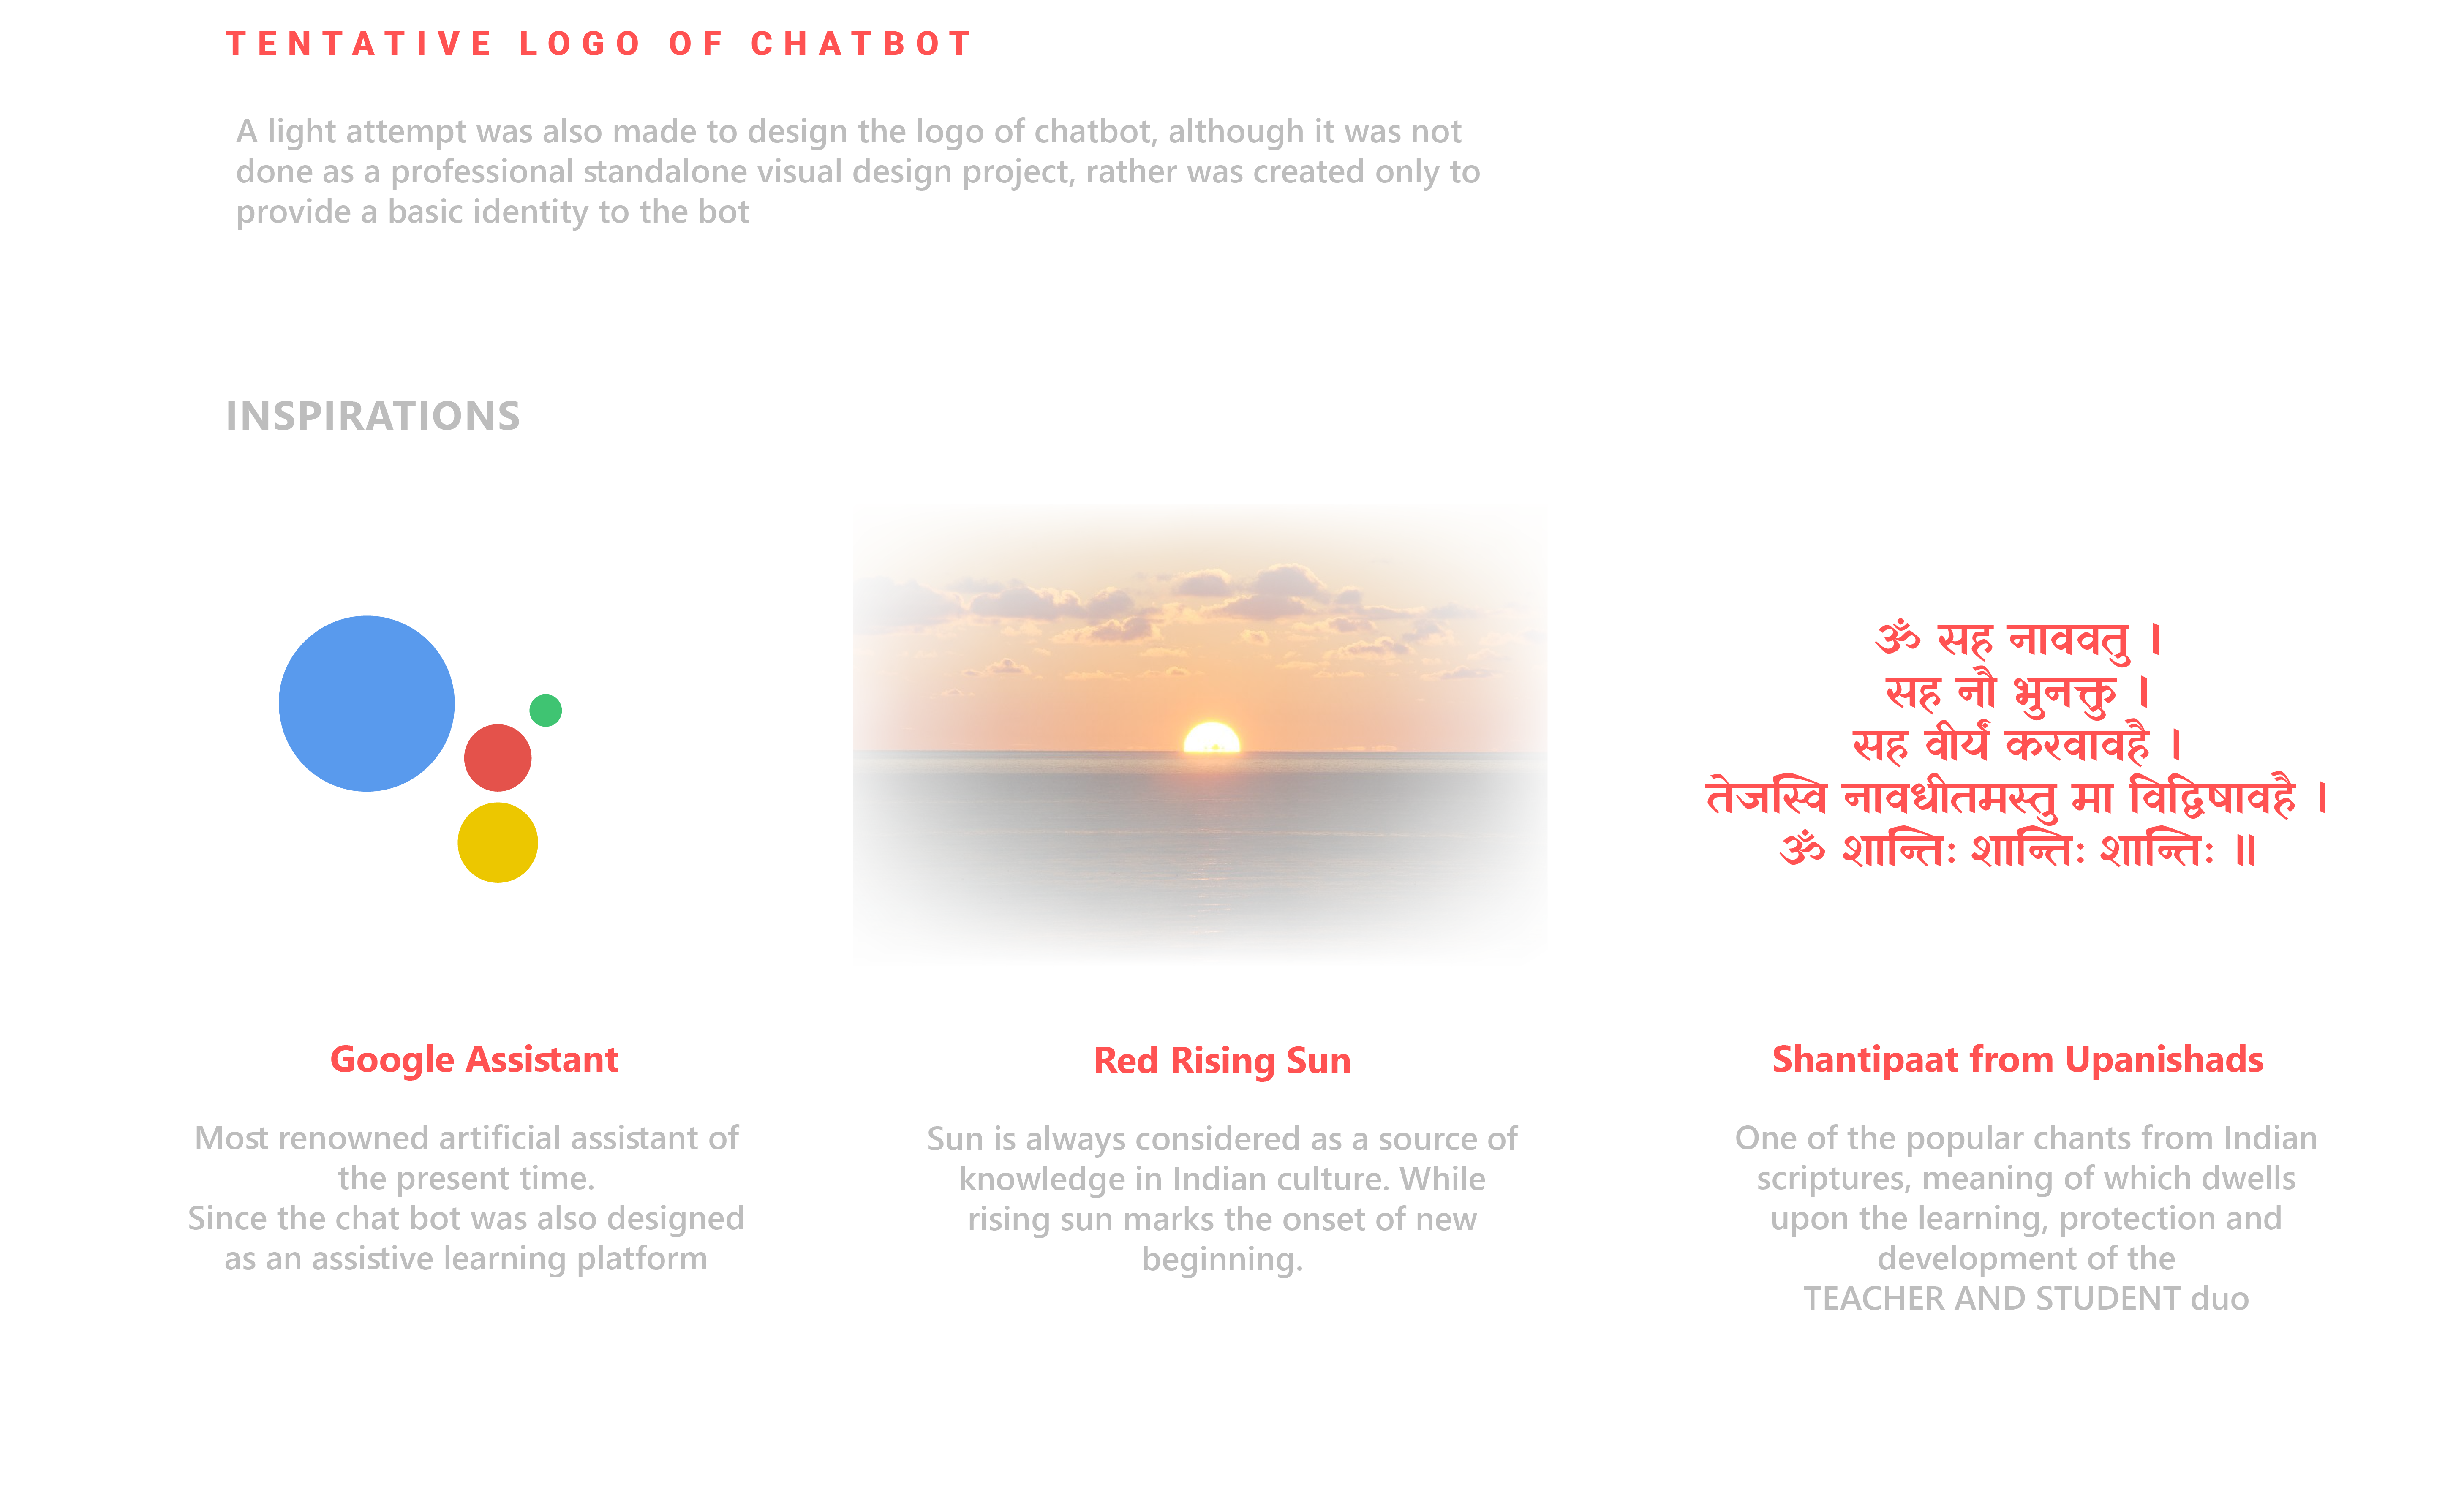 TENTATIVE LOGO OF CHATBOT
A light attempt was also made to design the logo of chatbot, although it was not
done as a professional standalone visual design project, rather was created only to
provide a basic identity to the bot
INSPIRATIONS
ॐ सह नाववतु ।
सह नौ भुनक्तु ।
सह वीर्यं करवावहै ।
तेजस्वि नावधीतमस्तु मा विद्विषावहै ।
ॐ शान्तिः शान्तिः शान्तिः ॥
Google Assistant
Most renowned artificial assistant of
the present time.
Since the chat bot was also designed
as an assistive learning platform
Red Rising Sun
Sun is always considered as a source of
knowledge in Indian culture. While
rising sun marks the onset of new
beginning.
Shantipaat from Upanishads
One of the popular chants from Indian
scriptures, meaning of which dwells
upon the learning, protection and
development of the
TEACHER AND STUDENT duo